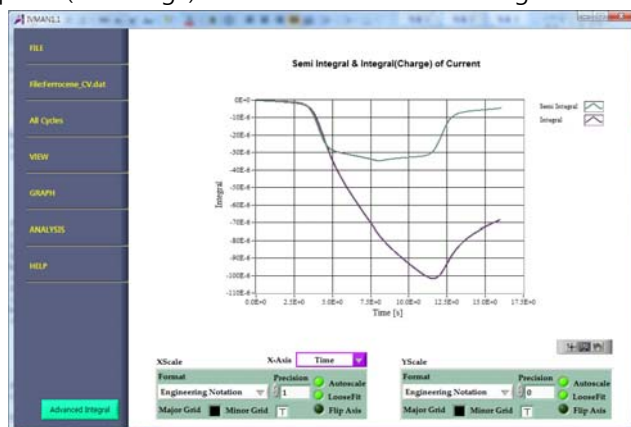 IVMAN1.1
FILE
File:Ferrocene_CV.dat
All Cycles
VIEW
GRAPH
ANALYSIS
HELP
Advanced Integral
Semi Integral & Integral(Charge) of Current
Semi Integral
Integral
Integral
0E+0
-10E-6
-20E-6
-30E-6
-40E-6
-50E-6
-60E-6
-70E-6
-80E-6
-90E-6
-100E-6
-110E-6
0.0E+0 2.5E+0 5.0E+0 7.5E+0 10.0E+0 12.5E+0 15.0E+0 17.5E+0
Time [s]
XScale X-Axis Time
Format Precision Autoscale
Engineering Notation 1 LooseFit
Major Grid Minor Grid Flip Axis
YScale
Format Precision Autoscale
Engineering Notation 0 LooseFit
Major Grid Minor Grid Flip Axis